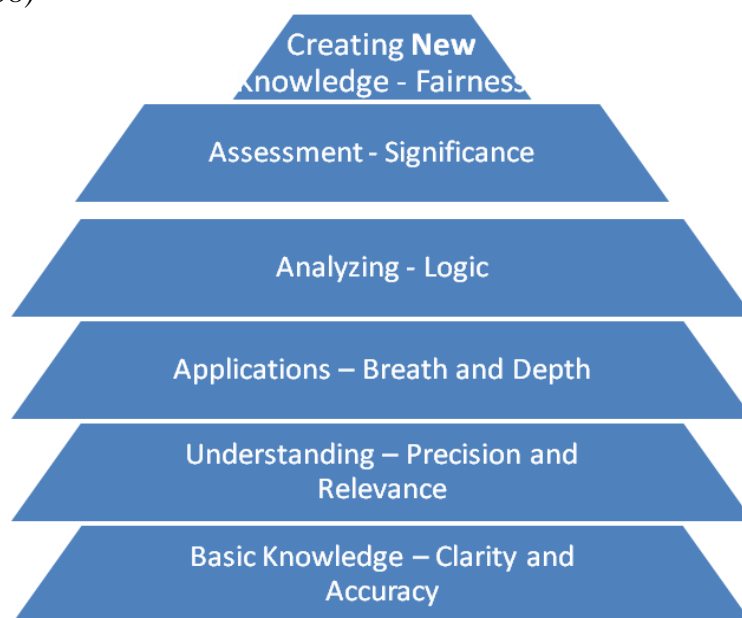 Creating New
Knowledge - Fairness
Assessment - Significance
Analyzing - Logic
Applications – Breath and Depth
Understanding – Precision and
Relevance
Basic Knowledge – Clarity and
Accuracy